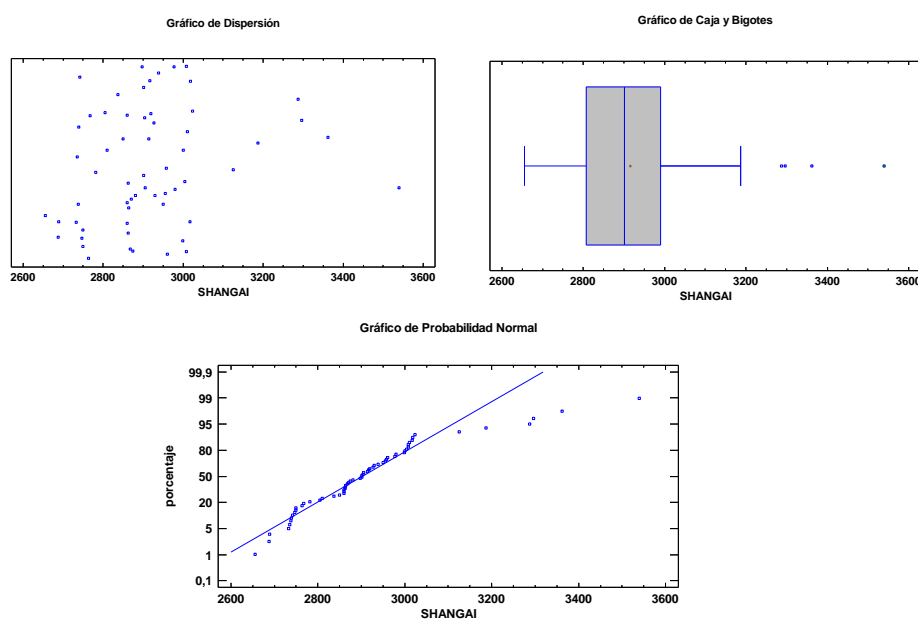 Gráfico de Dispersión
2600 2800 3000 3200 3400 3600
SHANGAI
Gráfico de Caja y Bigotes
2600 2800 3000 3200 3400 3600
SHANGAI
Gráfico de Probabilidad Normal
porcentaje
99,9
99
95
80
50
20
5
1
0,1
2600 2800 3000 3200 3400 3600
SHANGAI